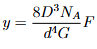 y = \frac{8D^3 N_A}{d^4 G} F